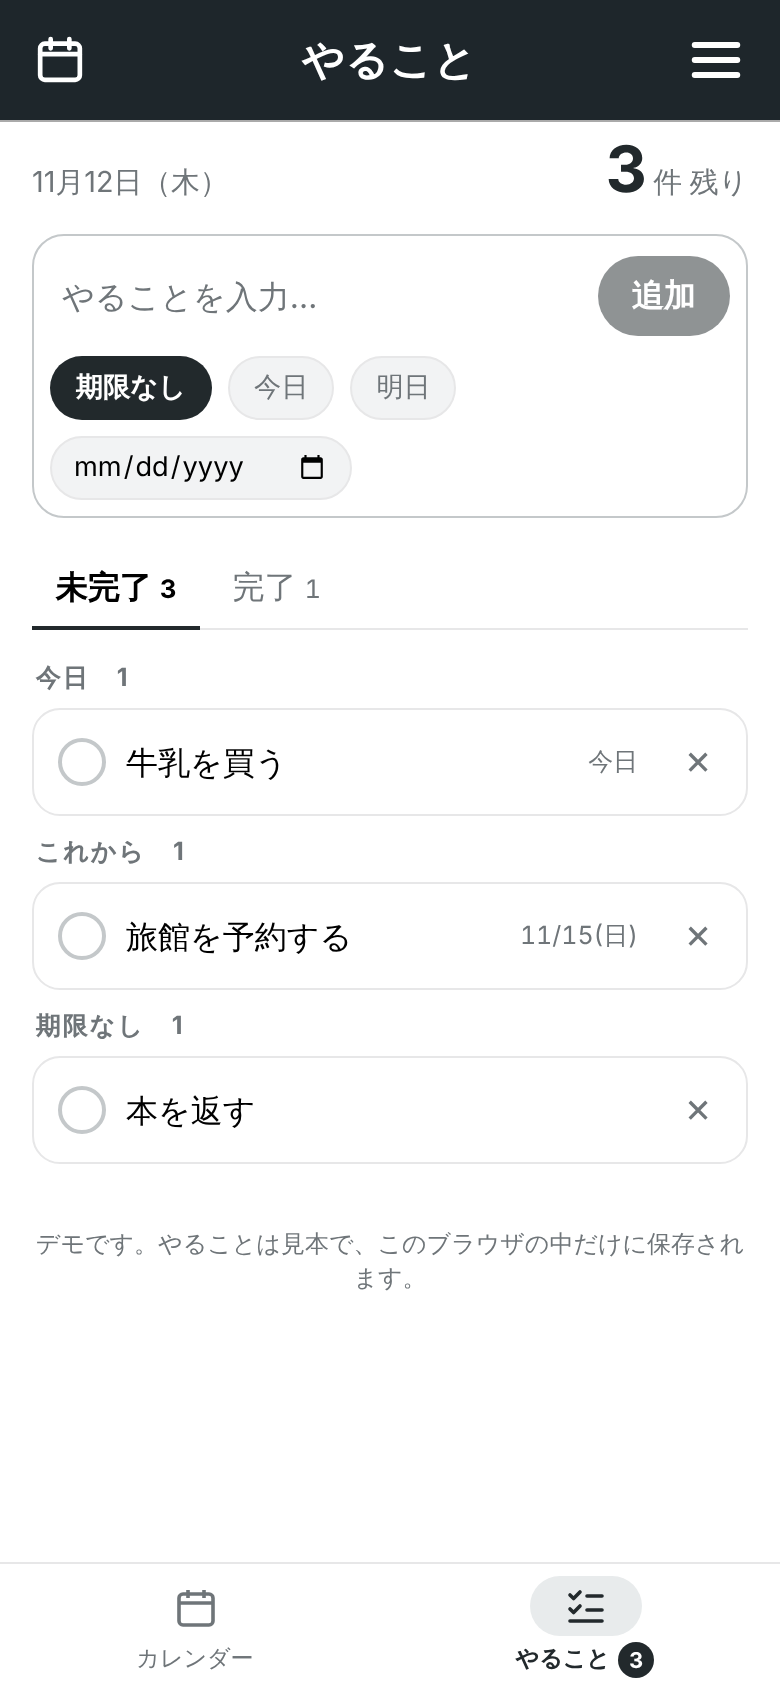 やること
11月12日（木）
3 件 残り
やることを入力...
追加
期限なし
今日
明日
mm/dd/yyyy
未完了 3
完了 1
今日 1
牛乳を買う
今日
これから 1
旅館を予約する
11/15(日)
期限なし 1
本を返す
デモです。やることは見本で、このブラウザの中だけに保存され
ます。
カレンダー
やること 3